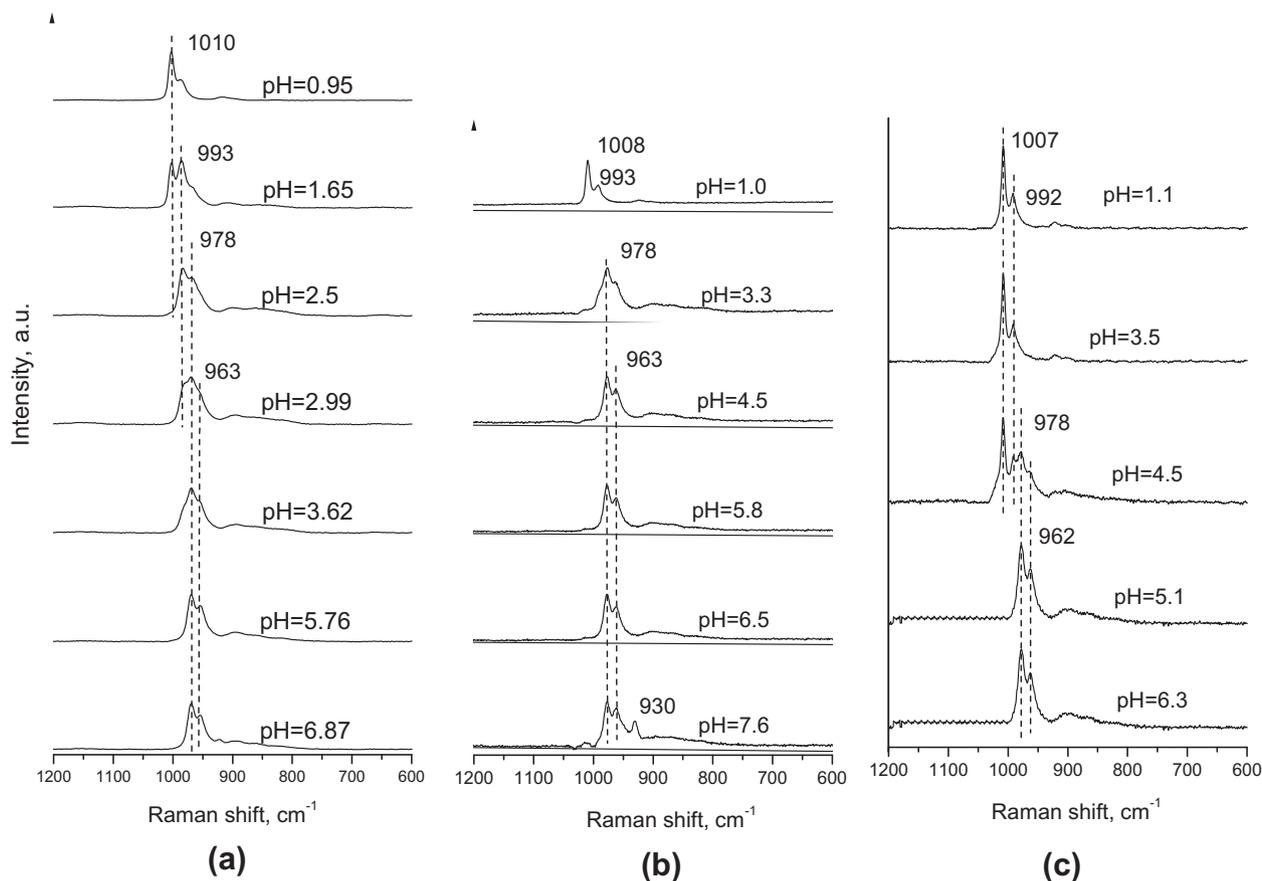 Intensity, a.u.
1010
pH=0.95
993
pH=1.65
978
pH=2.5
963
pH=2.99
pH=3.62
pH=5.76
pH=6.87
1200 1100 1000 900 800 700 600
Raman shift, cm-1
(a)
1008
993
pH=1.0
978
pH=3.3
963
pH=4.5
pH=5.8
pH=6.5
930
pH=7.6
1200 1100 1000 900 800 700 600
Raman shift, cm-1
(b)
1007
992
pH=1.1
pH=3.5
978
pH=4.5
962
pH=5.1
pH=6.3
1200 1100 1000 900 800 700 600
Raman shift, cm-1
(c)